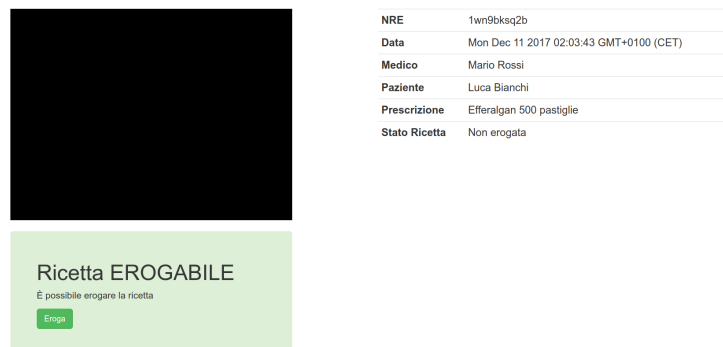 NRE 1wn9bksq2b
Data Mon Dec 11 2017 02:03:43 GMT+0100 (CET)
Medico Mario Rossi
Paziente Luca Bianchi
Prescrizione Efferalgan 500 pastiglie
Stato Ricetta Non erogata
Ricetta EROGABILE
È possibile erogare la ricetta
Eroga